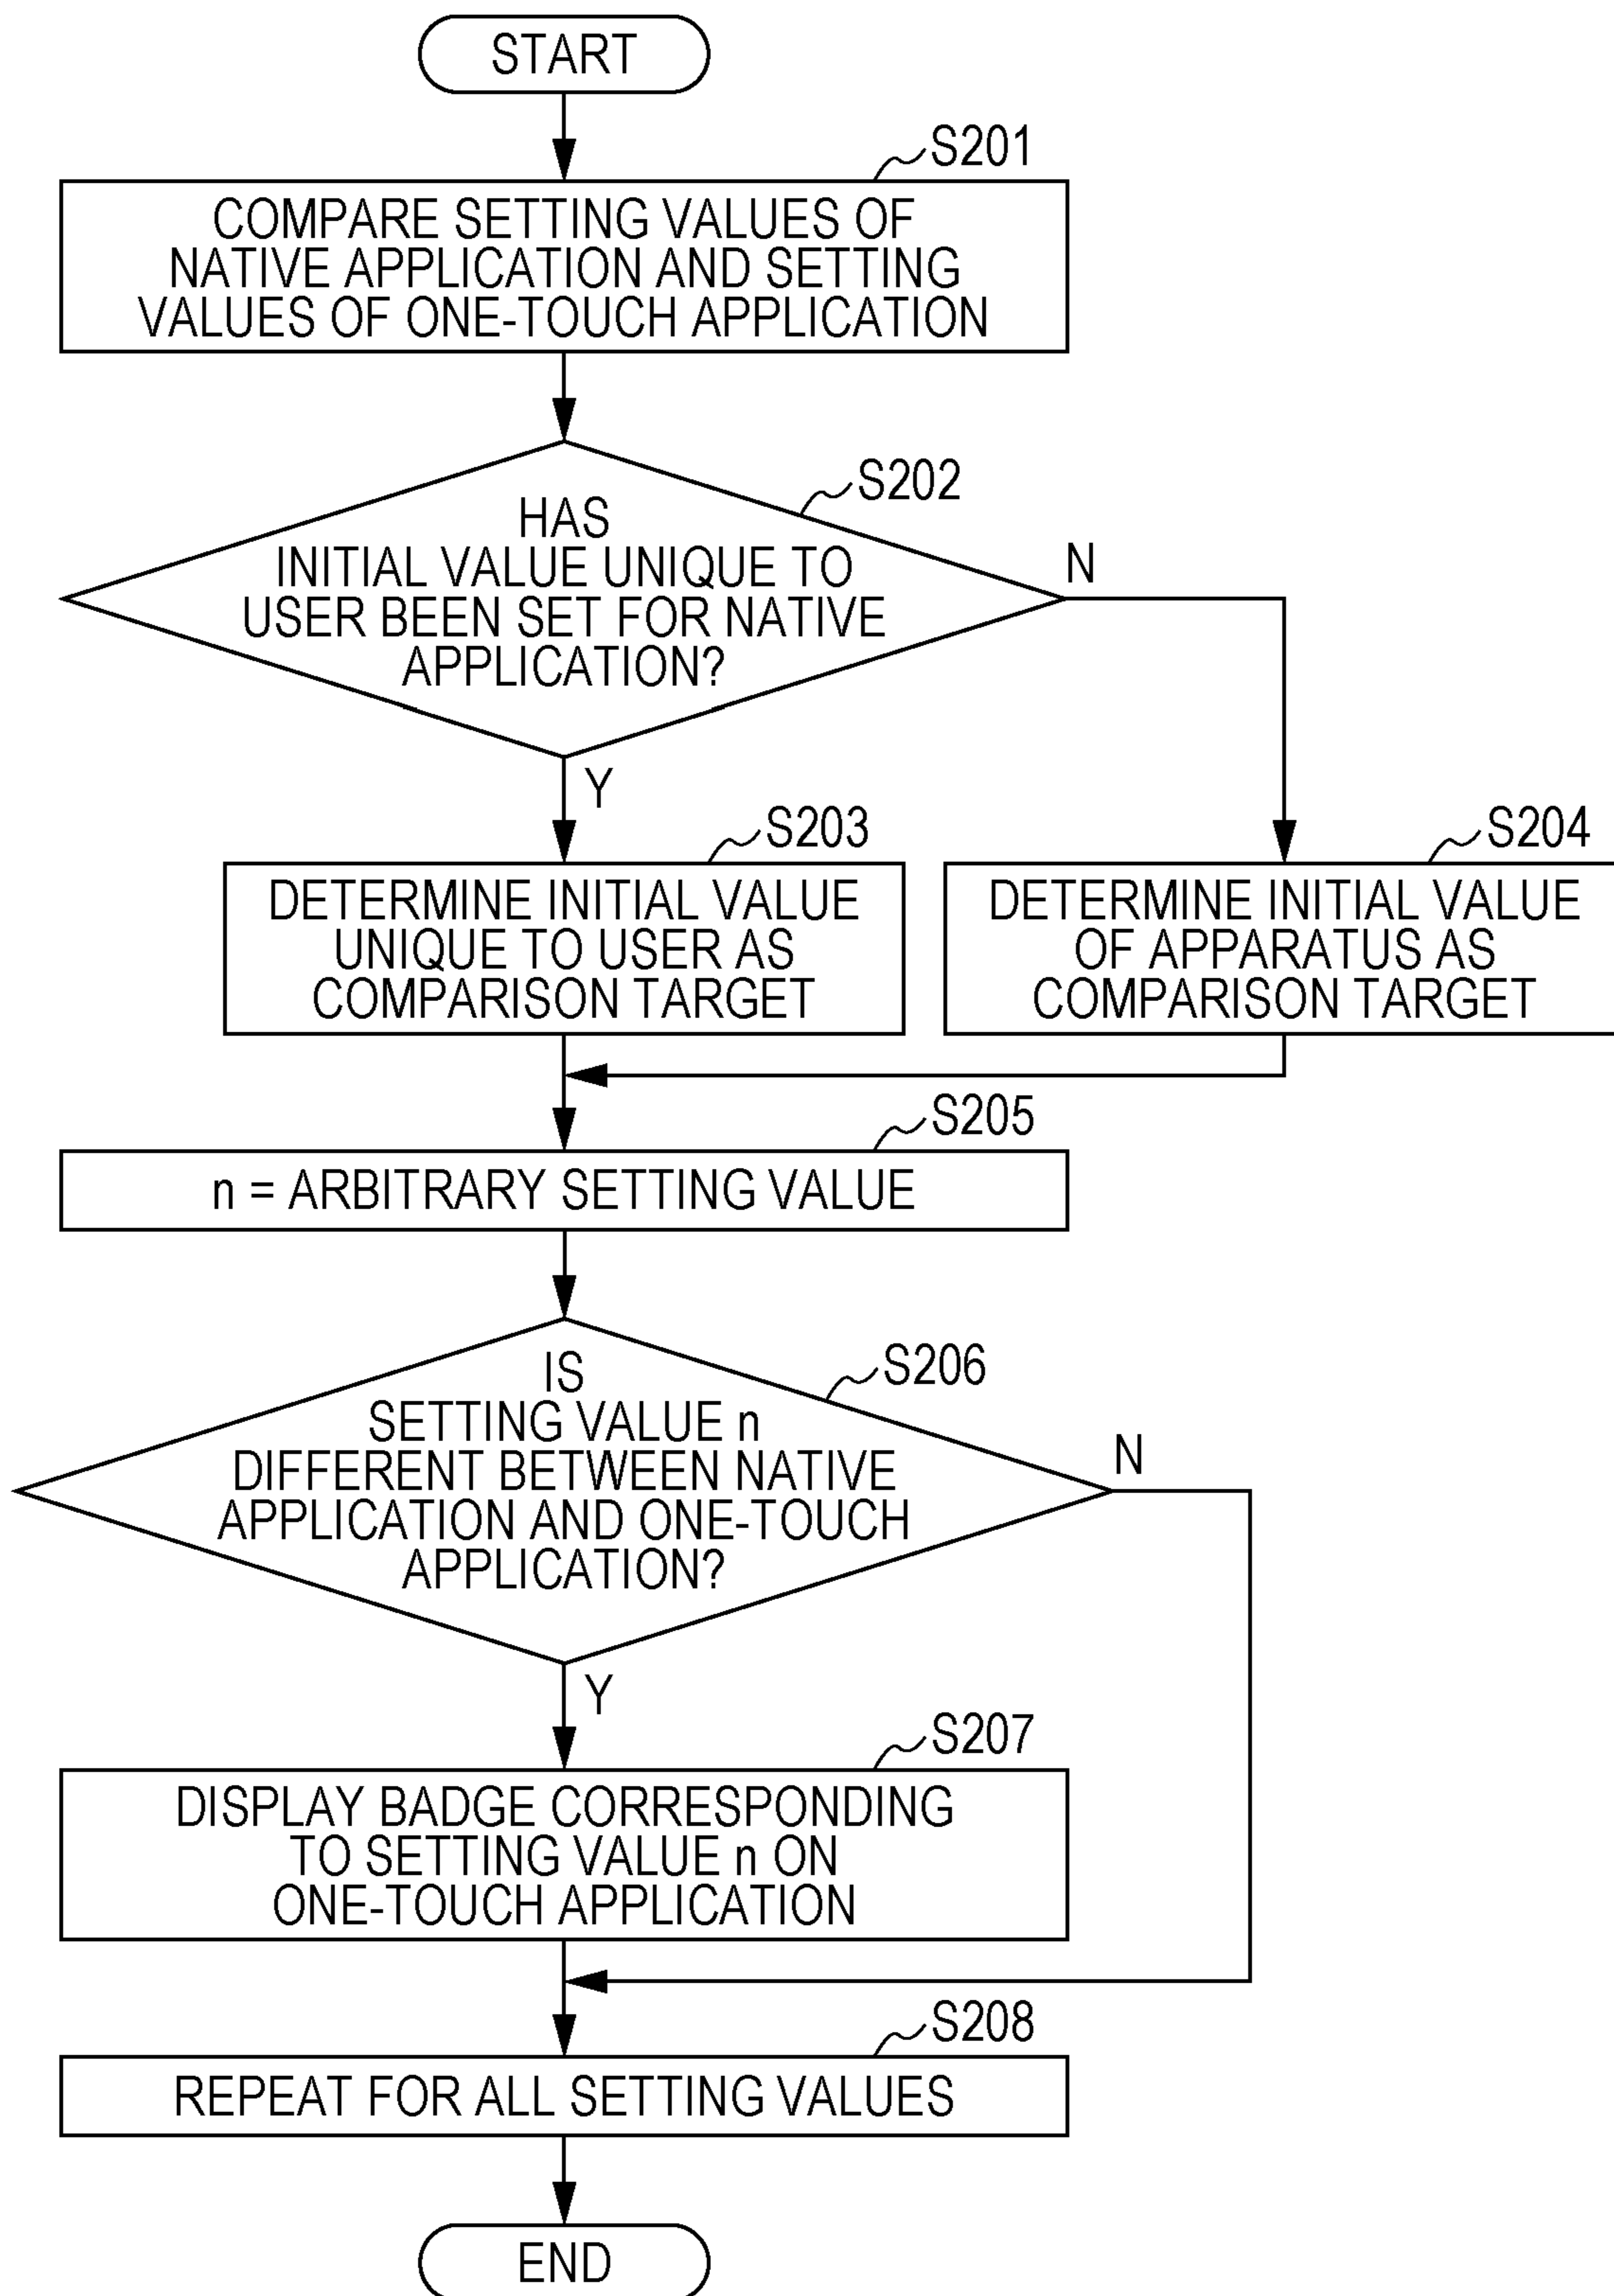 START
S201
COMPARE SETTING VALUES OF
NATIVE APPLICATION AND SETTING
VALUES OF ONE-TOUCH APPLICATION
S202
HAS
INITIAL VALUE UNIQUE TO
USER BEEN SET FOR NATIVE
APPLICATION?
N
Y
S203
DETERMINE INITIAL VALUE
UNIQUE TO USER AS
COMPARISON TARGET
S204
DETERMINE INITIAL VALUE
OF APPARATUS AS
COMPARISON TARGET
S205
n = ARBITRARY SETTING VALUE
S206
IS
SETTING VALUE n
DIFFERENT BETWEEN NATIVE
APPLICATION AND ONE-TOUCH
APPLICATION?
N
Y
S207
DISPLAY BADGE CORRESPONDING
TO SETTING VALUE n ON
ONE-TOUCH APPLICATION
S208
REPEAT FOR ALL SETTING VALUES
END